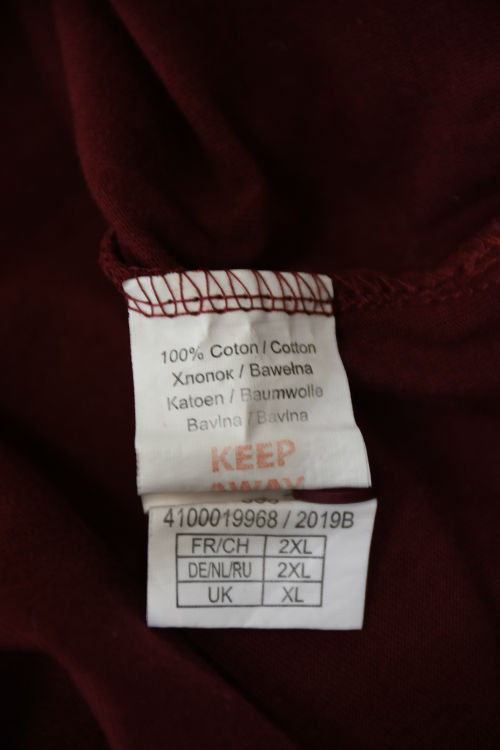 100% Coton / Cotton
Хлопок / Bawełna
Katoen / Baumwolle
Bavlna / Bavlna
KEEP
AWAY
4100019968 / 2019B
FR/CH 2XL
DE/NL/RU 2XL
UK XL